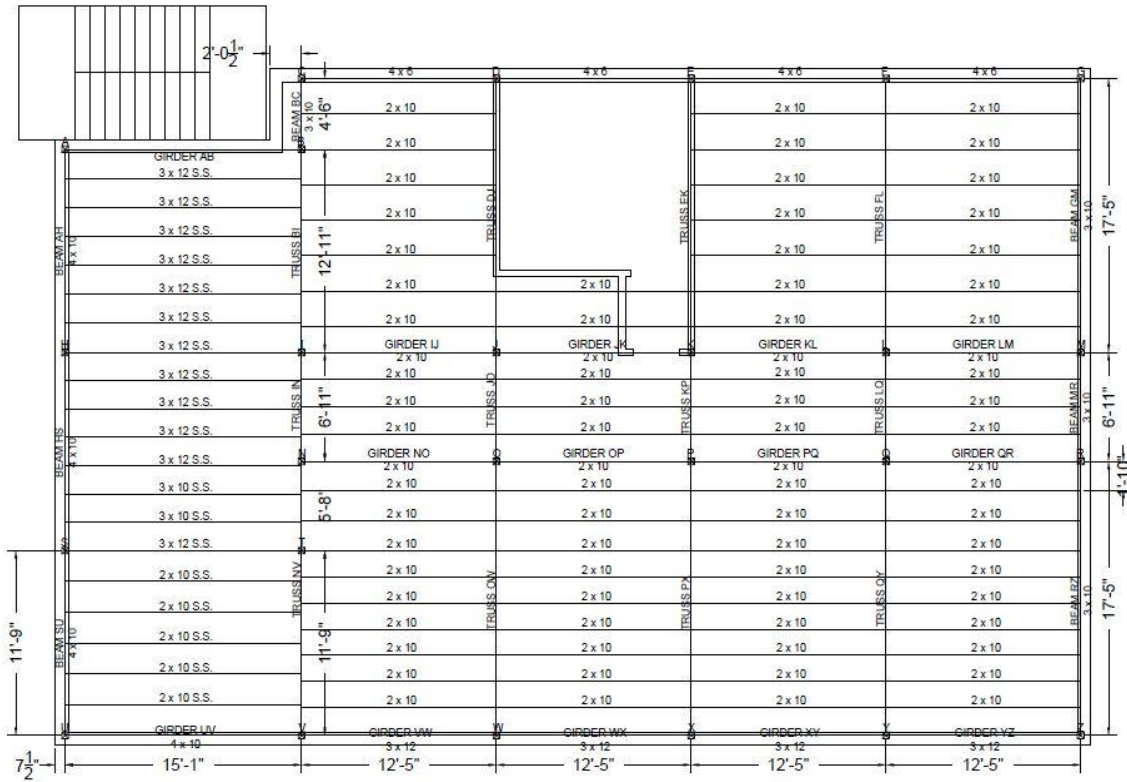 2'-0 1/2"
4 x 6 4 x 6 4 x 6 4 x 6
D G
BEAM BC
3 x 10
4'-6"
2 x 10 2 x 10 2 x 10
2 x 10 2 x 10 2 x 10
GIRDER AB
3 x 12 S.S. 2 x 10 2 x 10 2 x 10
3 x 12 S.S. 2 x 10 2 x 10 2 x 10
BEAM AH
4 x 10
TRUSS BI
12'-11"
TRUSS DJ
TRUSS EK
TRUSS FL
BEAM GM
3 x 10
17'-5"
3 x 12 S.S.
3 x 12 S.S. 2 x 10 2 x 10 2 x 10
3 x 12 S.S. 2 x 10 2 x 10 2 x 10 2 x 10
3 x 12 S.S. 2 x 10 2 x 10 2 x 10 2 x 10
3 x 12 S.S. GIRDER IJ GIRDER JK GIRDER KL GIRDER LM
2 x 10 2 x 10 2 x 10
3 x 12 S.S. 2 x 10 2 x 10 2 x 10 2 x 10
3 x 12 S.S. 2 x 10 2 x 10 2 x 10 2 x 10
TRUSS IN
6'-11"
TRUSS JO
TRUSS KP
TRUSS LQ
BEAM MR
3 x 10
6'-11"
3 x 12 S.S. 2 x 10 2 x 10 2 x 10 2 x 10
BEAM HS
4 x 10
3 x 12 S.S. GIRDER NO GIRDER OP GIRDER PQ GIRDER QR
2 x 10 2 x 10 2 x 10 2 x 10
1'-10"
3 x 10 S.S. 2 x 10 2 x 10 2 x 10 2 x 10
5'-8"
3 x 10 S.S. 2 x 10 2 x 10 2 x 10 2 x 10
3 x 12 S.S. T 2 x 10 2 x 10 2 x 10 2 x 10
2 x 10 S.S. 2 x 10 2 x 10 2 x 10 2 x 10
TRUSS NV
TRUSS OW
TRUSS PX
TRUSS QY
BEAM RZ
3 x 10
17'-5"
2 x 10 S.S. 2 x 10 2 x 10 2 x 10 2 x 10
11'-9"
BEAM SU
4 x 10
11'-9"
2 x 10 S.S. 2 x 10 2 x 10 2 x 10 2 x 10
2 x 10 S.S. 2 x 10 2 x 10 2 x 10 2 x 10
2 x 10 S.S. 2 x 10 2 x 10 2 x 10 2 x 10
2 x 10 2 x 10 2 x 10 2 x 10
U GIRDER UV V GIRDER VW W GIRDER WX X GIRDER XY Y GIRDER YZ Z
4 x 10 3 x 12 3 x 12 3 x 12 3 x 12
7 1/2" 15'-1" 12'-5" 12'-5" 12'-5" 12'-5"